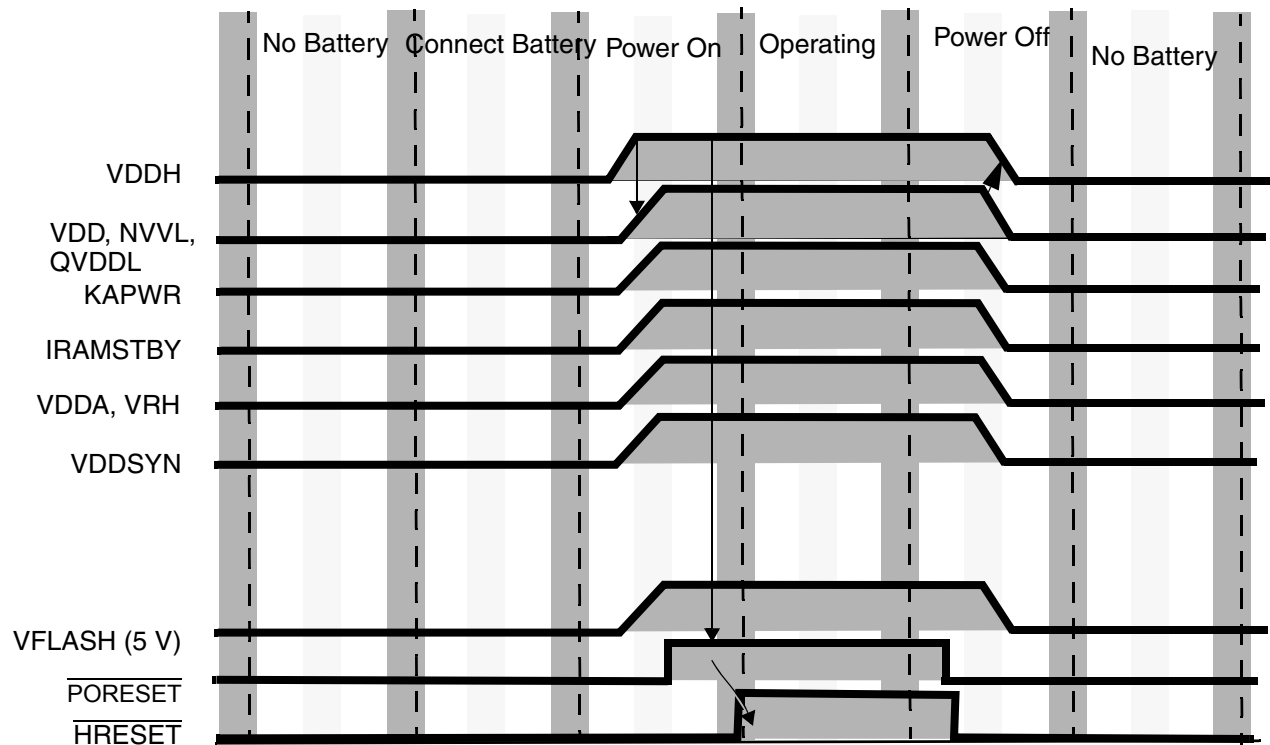 No Battery
Connect Battery
Power On
Operating
Power Off
No Battery
VDDH
VDD, NVVL,
QVDDL
KAPWR
IRAMSTBY
VDDA, VRH
VDDSYN
VFLASH (5 V)
PORESET
HRESET